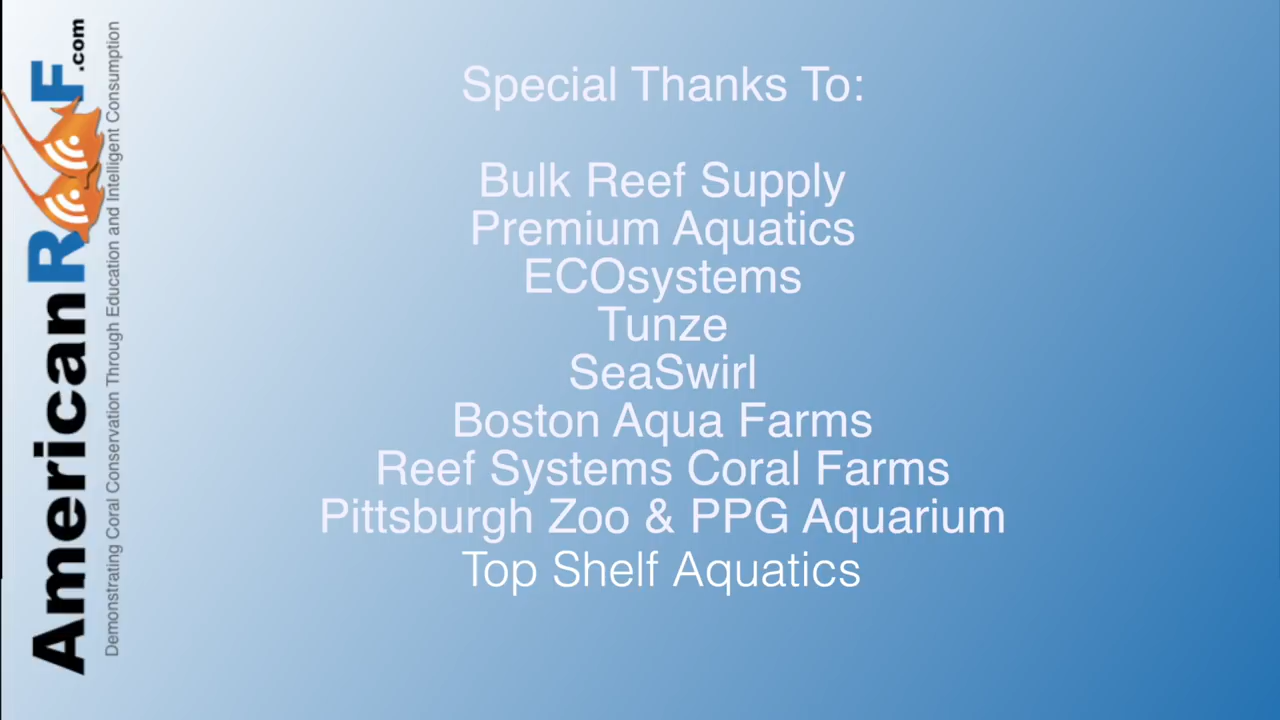 AmericanReef.com
Demonstrating Coral Conservation Through Education and Intelligent Consumption
Special Thanks To:
Bulk Reef Supply
Premium Aquatics
ECOsystems
Tunze
SeaSwirl
Boston Aqua Farms
Reef Systems Coral Farms
Pittsburgh Zoo & PPG Aquarium
Top Shelf Aquatics